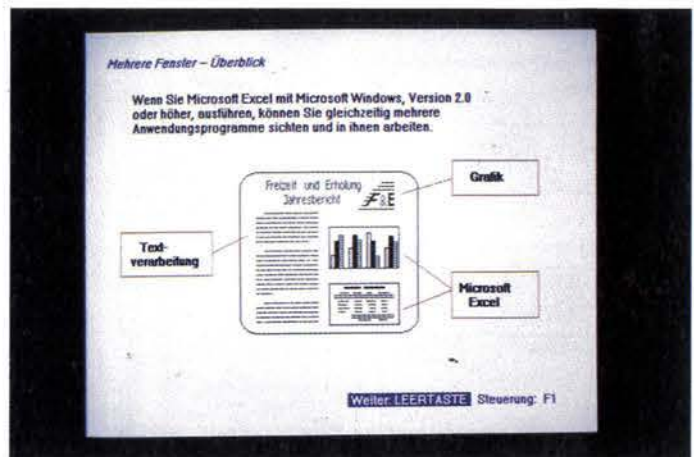 Mehrere Fenster – Überblick
Wenn Sie Microsoft Excel mit Microsoft Windows, Version 2.0
oder höher, ausführen, können Sie gleichzeitig mehrere
Anwendungsprogramme sichten und in ihnen arbeiten.
Freizeit und Erholung
Jahresbericht
F&E
Grafik
Text-
verarbeitung
Microsoft
Excel
Weiter: LEERTASTE Steuerung: F1